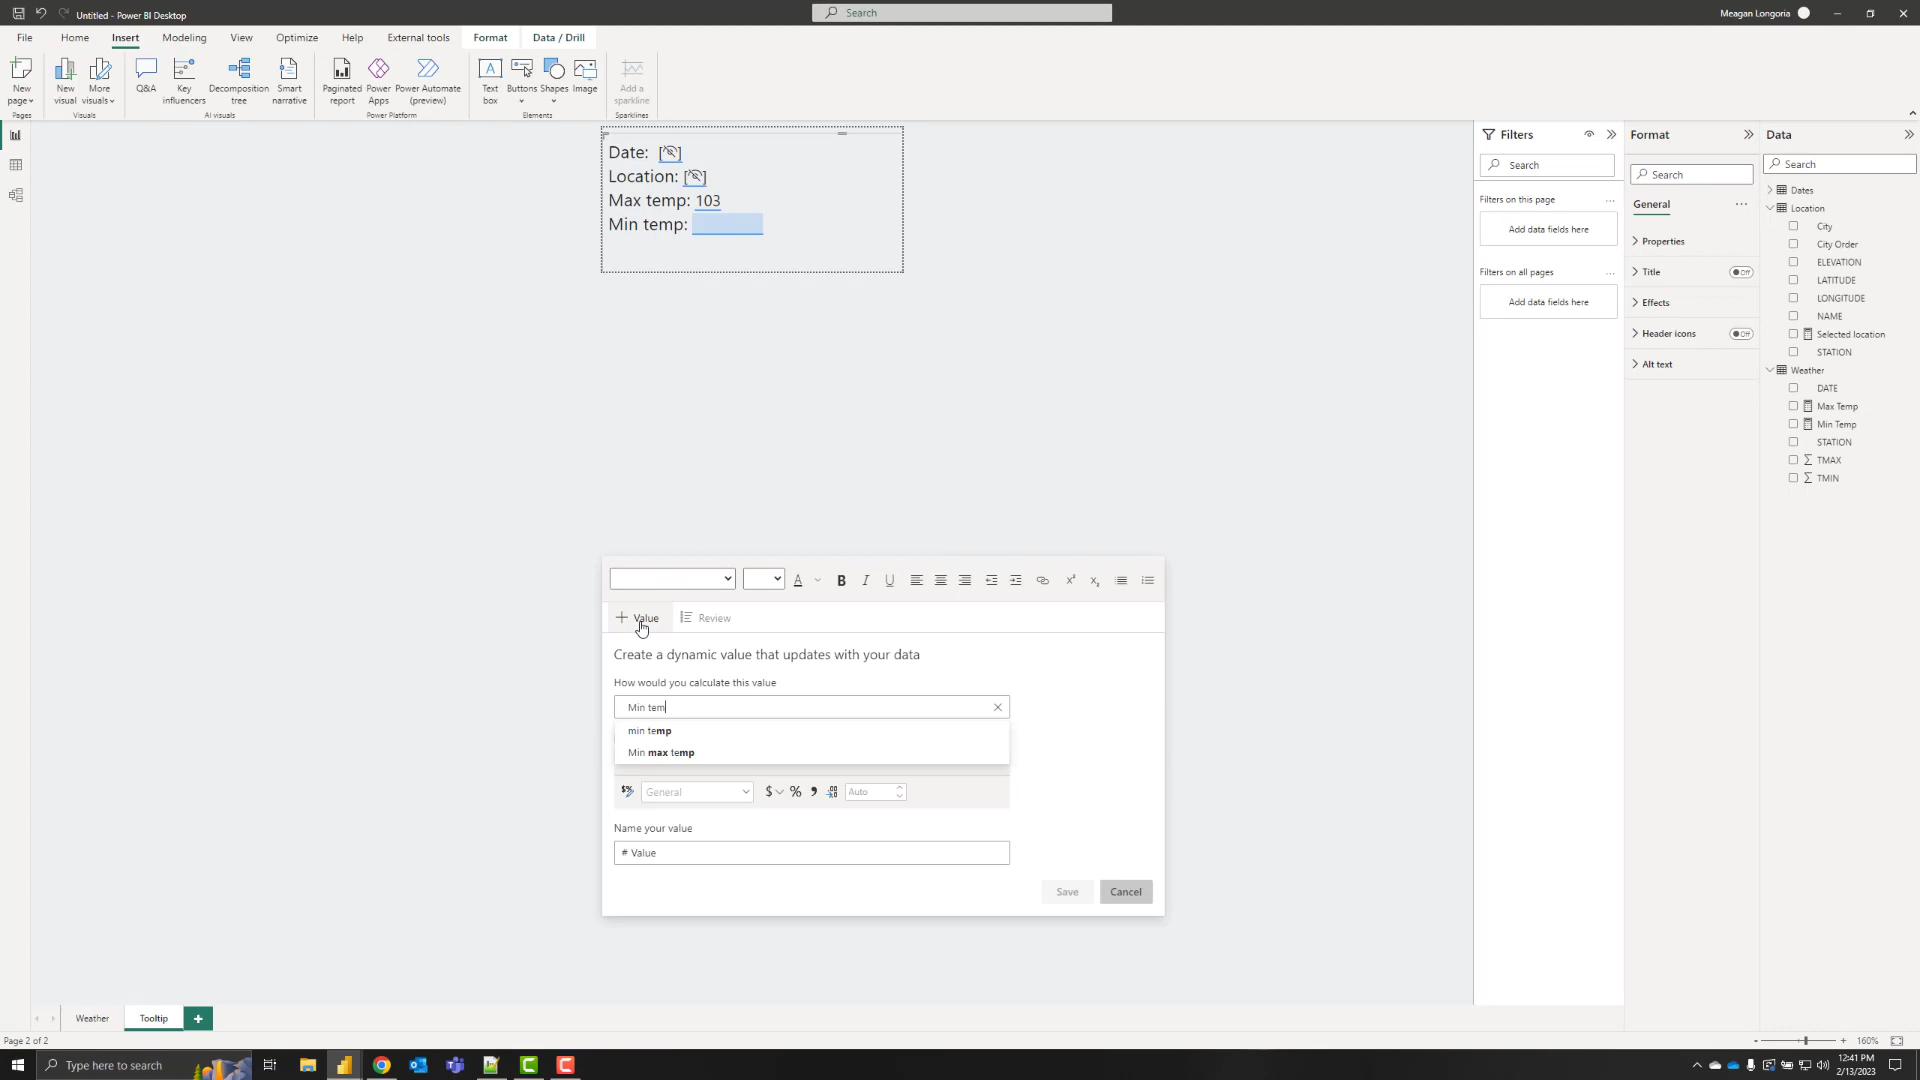 Untitled - Power BI Desktop
Search
Meagan Longoria
File
Home
Insert
Modeling
View
Optimize
Help
External tools
Format
Data / Drill
New page
New visual
More visuals
Q&A
Key influencers
Decomposition tree
Smart narrative
Paginated report
Power Apps
Power Automate (preview)
Text box
Buttons
Shapes
Image
Add a sparkline
Pages
Visuals
AI visuals
Power Platform
Elements
Sparklines
Date:
Location:
Max temp: 103
Min temp:
Filters
Search
Filters on this page
...
Add data fields here
Filters on all pages
...
Add data fields here
Format
Search
General
...
Properties
Title
Off
Effects
Header icons
Off
Alt text
Data
Search
Dates
Location
City
City Order
ELEVATION
LATITUDE
LONGITUDE
NAME
Selected location
STATION
Weather
DATE
Max Temp
Min Temp
STATION
TMAX
TMIN
Value
Review
Create a dynamic value that updates with your data
How would you calculate this value
Min tem
min temp
Min max temp
General
$ % Auto
Name your value
# Value
Save
Cancel
Weather
Tooltip
Page 2 of 2
160%
Type here to search
12:41 PM
2/13/2023